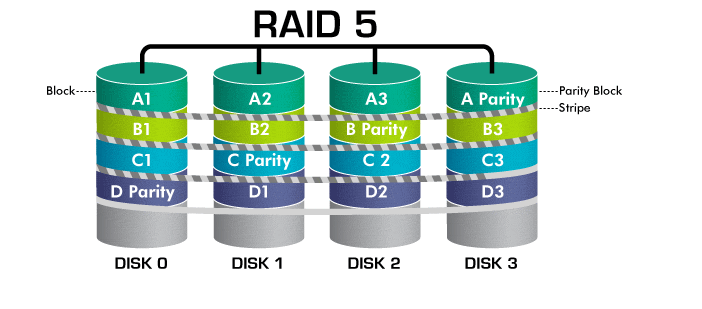 RAID 5
Block
A1 A2 A3 A Parity
Parity Block
Stripe
B1 B2 B Parity B3
C1 C Parity C 2 C3
D Parity D1 D2 D3
DISK 0 DISK 1 DISK 2 DISK 3